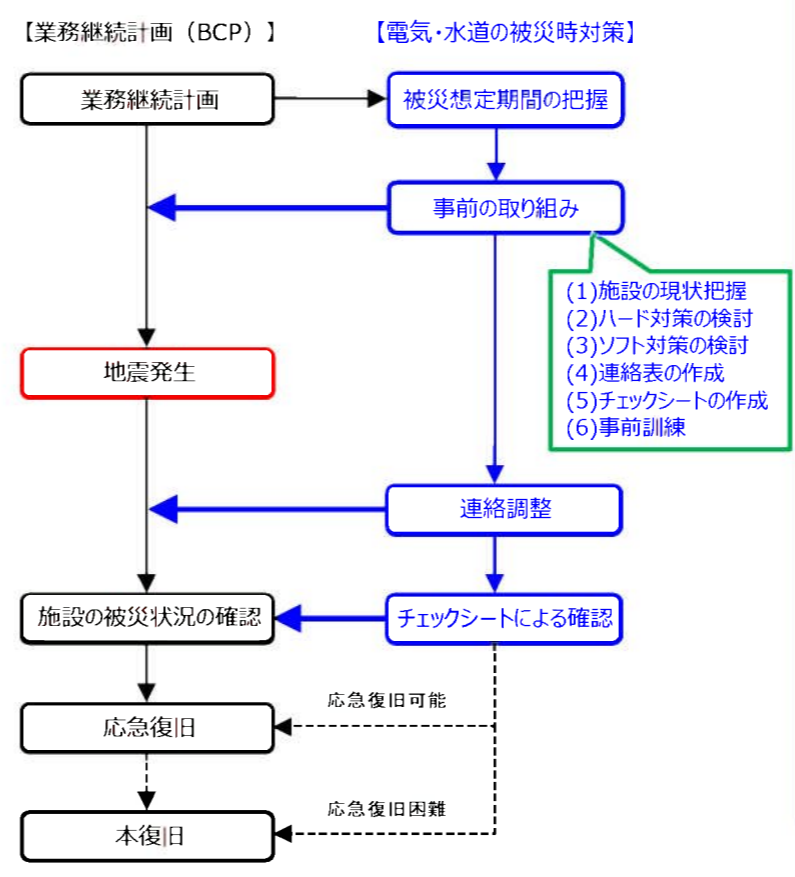 【業務継続計画（BCP）】
【電気・水道の被災時対策】
業務継続計画
被災想定期間の把握
事前の取り組み
(1)施設の現状把握
(2)ハード対策の検討
(3)ソフト対策の検討
(4)連絡表の作成
(5)チェックシートの作成
(6)事前訓練
地震発生
連絡調整
施設の被災状況の確認
チェックシートによる確認
応急復旧可能
応急復旧
応急復旧困難
本復旧